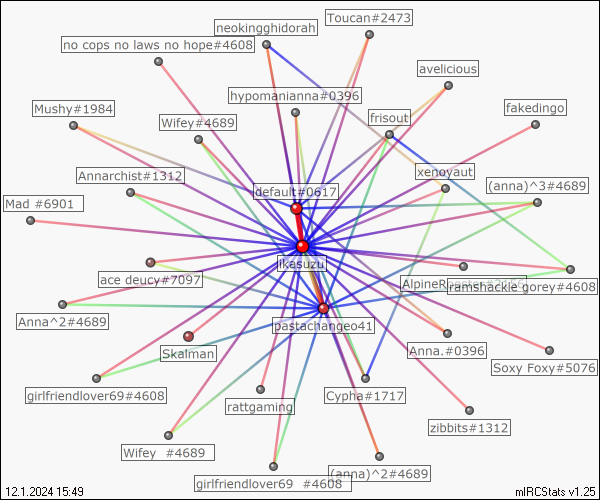 Toucan#2473
neokingghidorah
no cops no laws no hope#4608
avelicious
hypomanianna#0396
Mushy#1984
fakedingo
frisout
Wifey#4689
xenoyaut
Annarchist#1312
(anna)^3#4689
default#0617
Mad #6901
ikasuzu
ace deucy#7097
ramshackle gorey#4608
Anna^2#4689
pastachangeo41
Skalman
Anna.#0396
Soxy Foxy#5076
girlfriendlover69#4608
Cypha#1717
rattgaming
zibbits#1312
Wifey #4689
(anna)^2#4689
girlfriendlover69 #4608
12.1.2024 15:49
mIRCStats v1.25